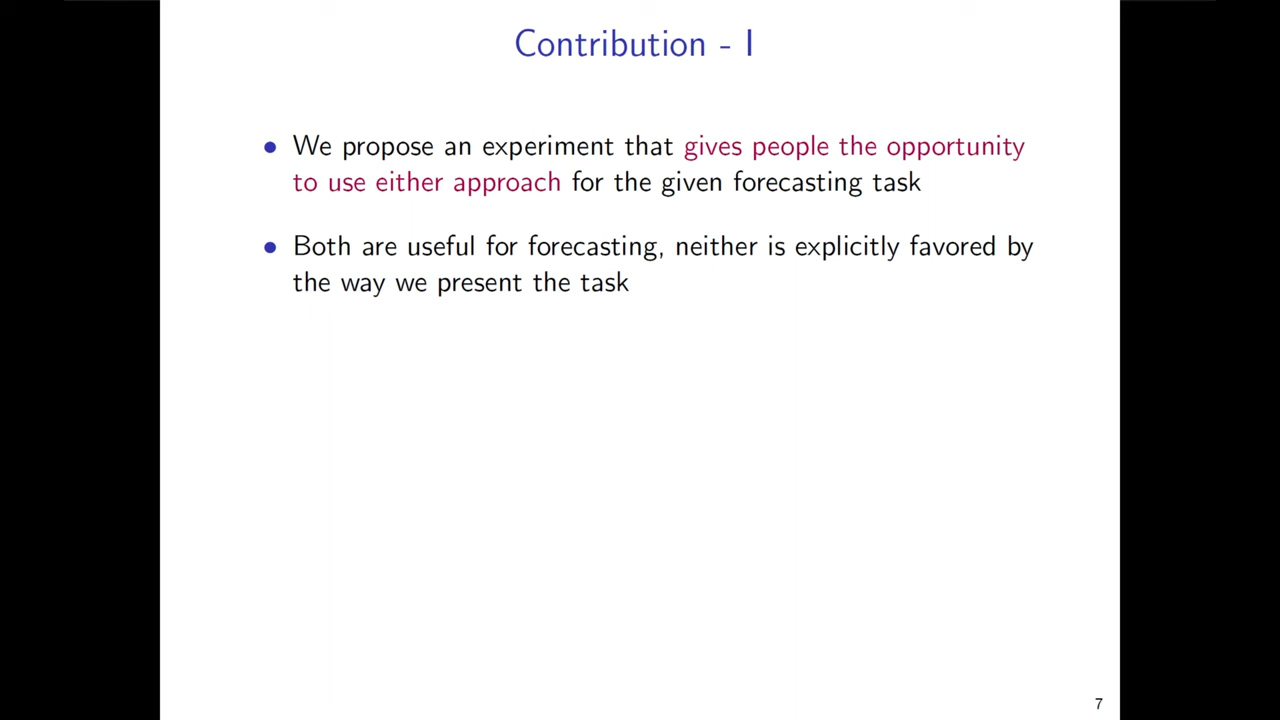 Contribution - I
• We propose an experiment that gives people the opportunity
to use either approach for the given forecasting task
• Both are useful for forecasting, neither is explicitly favored by
the way we present the task
7